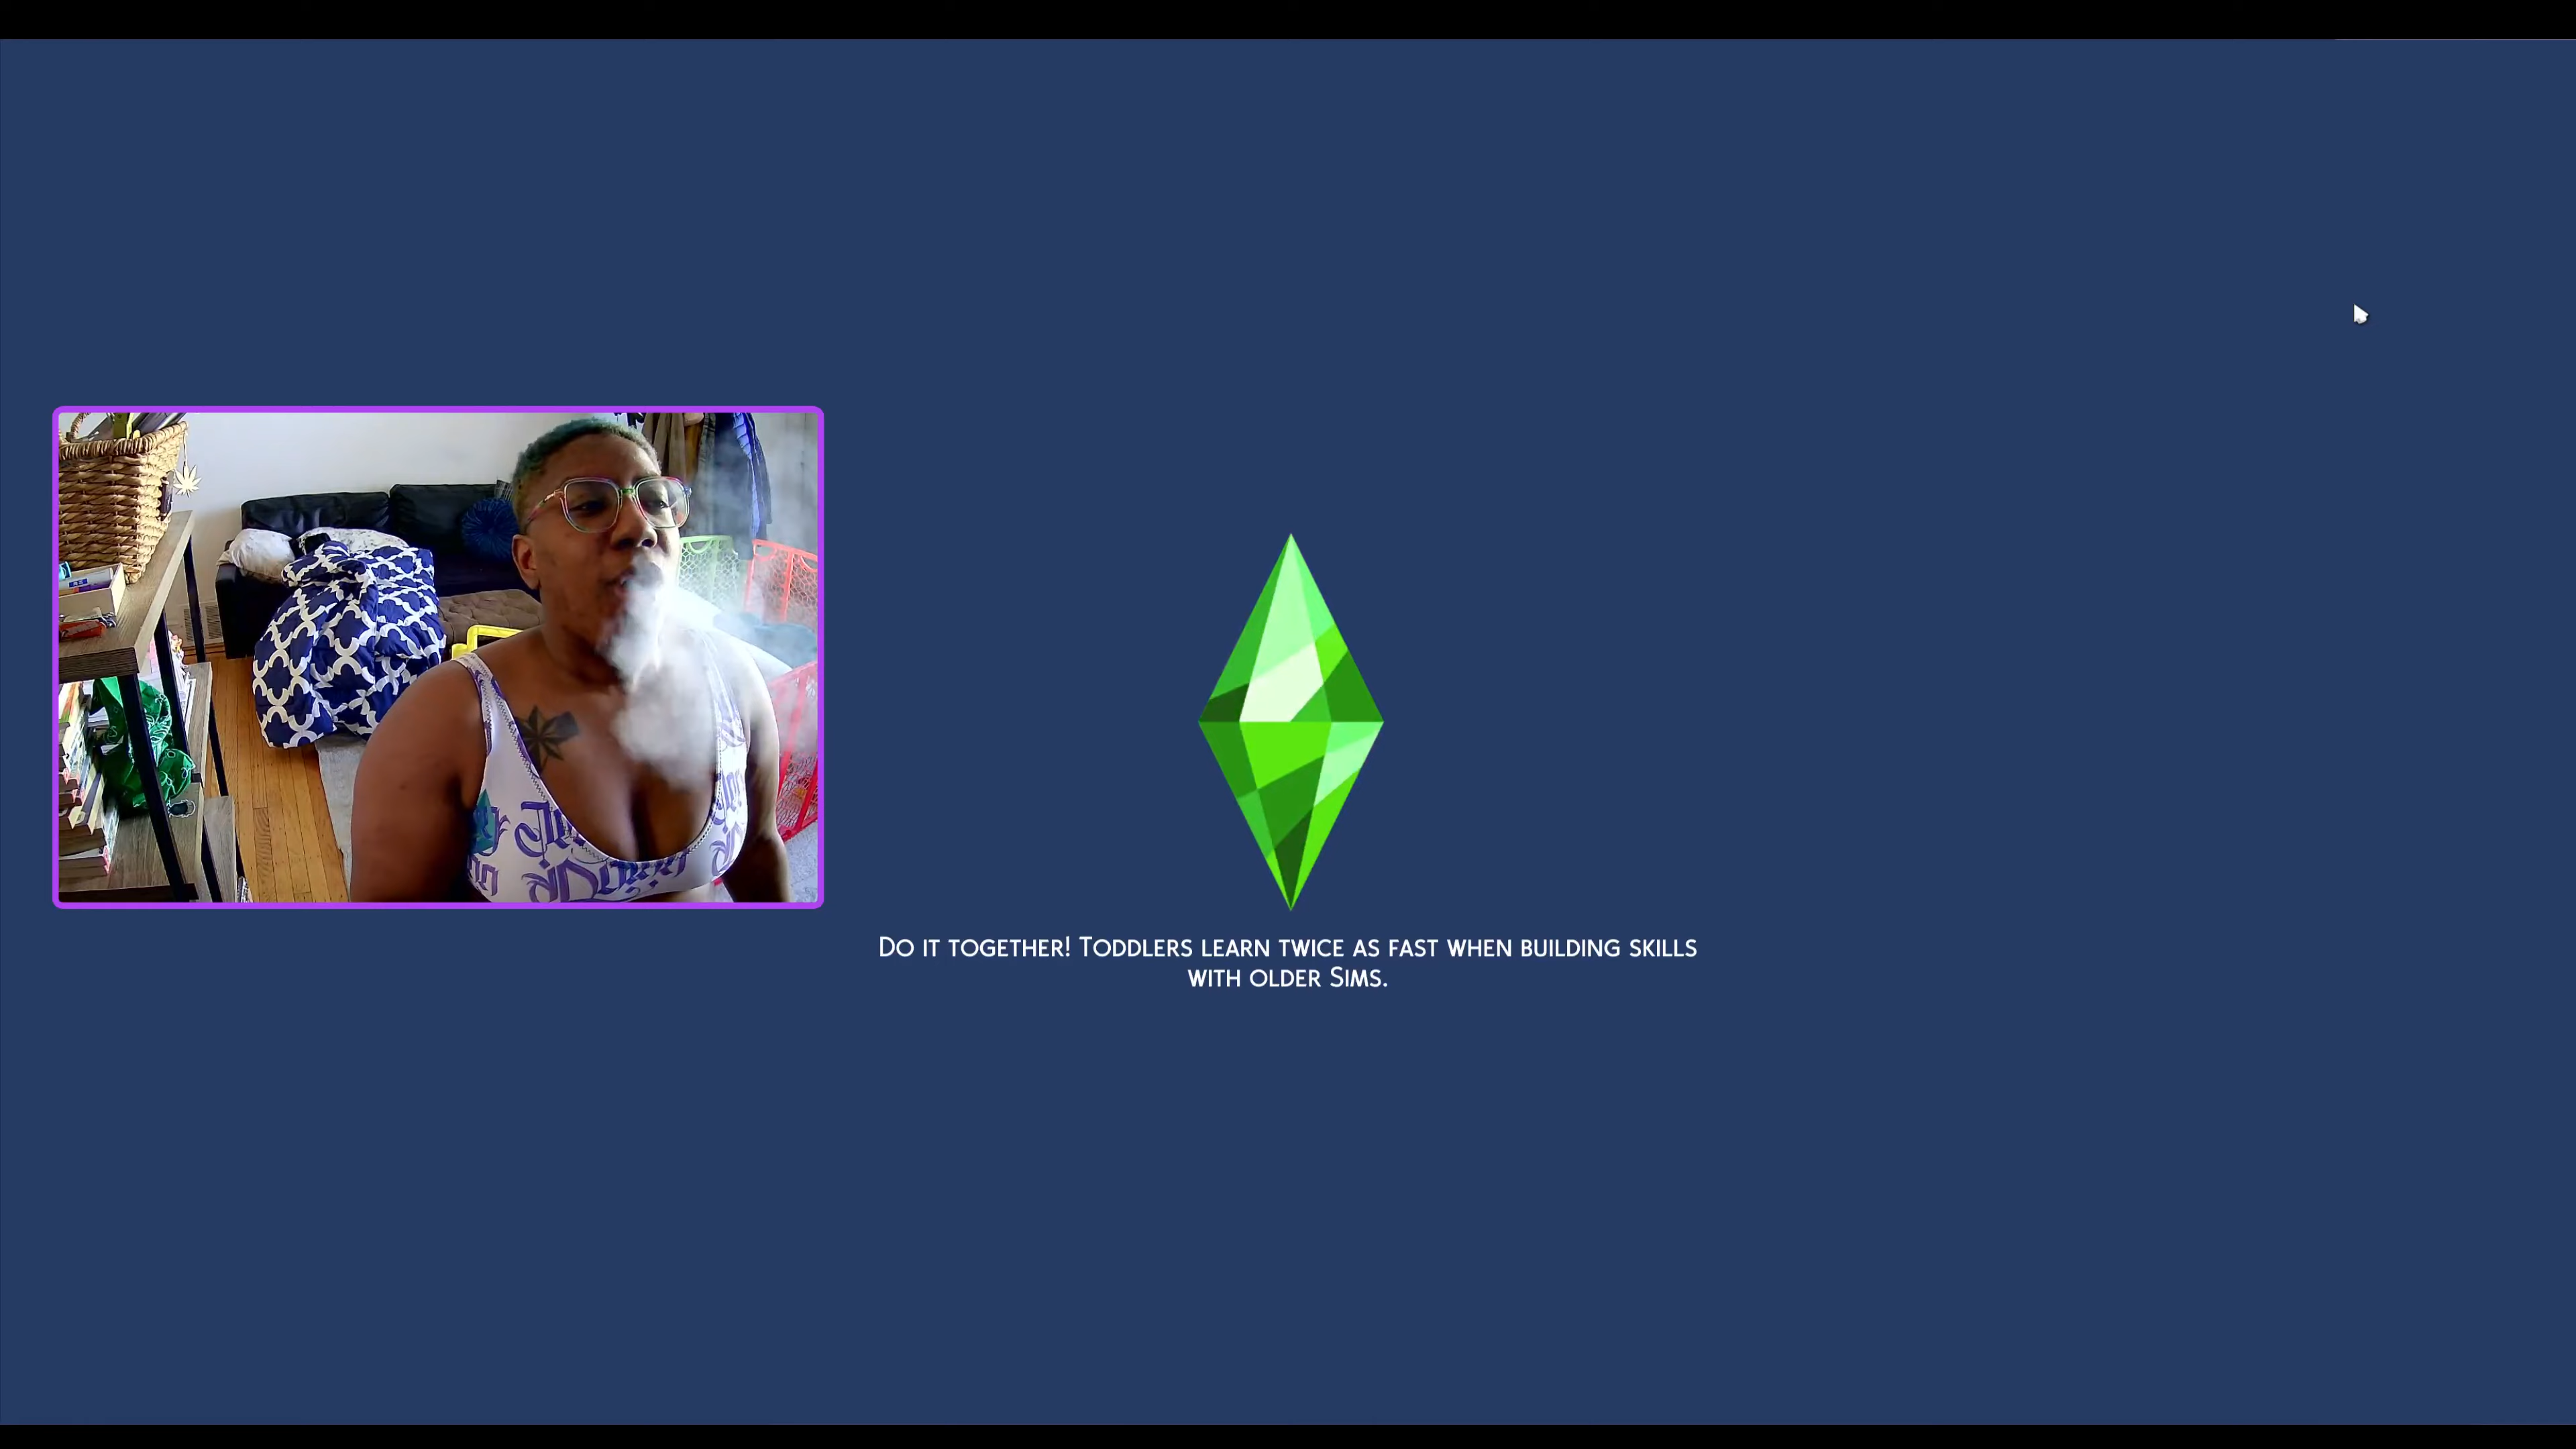 Do it together! Toddlers learn twice as fast when building skills
with older Sims.